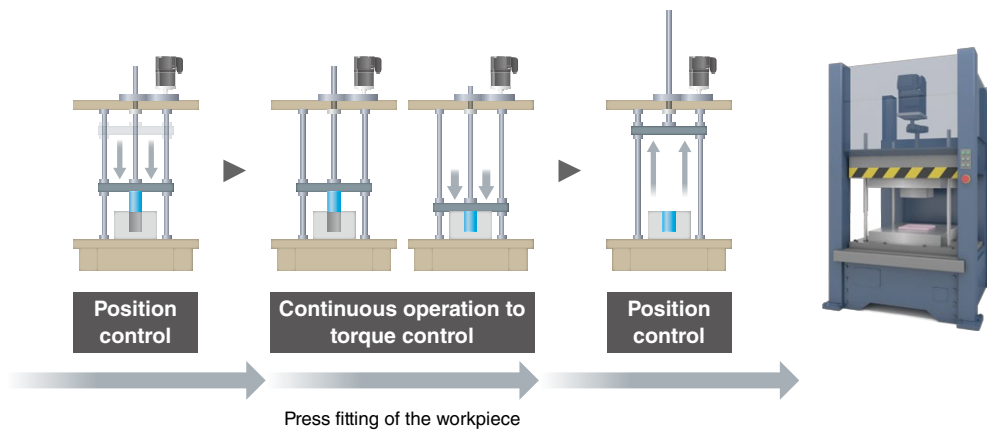 Position
control
Continuous operation to
torque control
Position
control
Press fitting of the workpiece